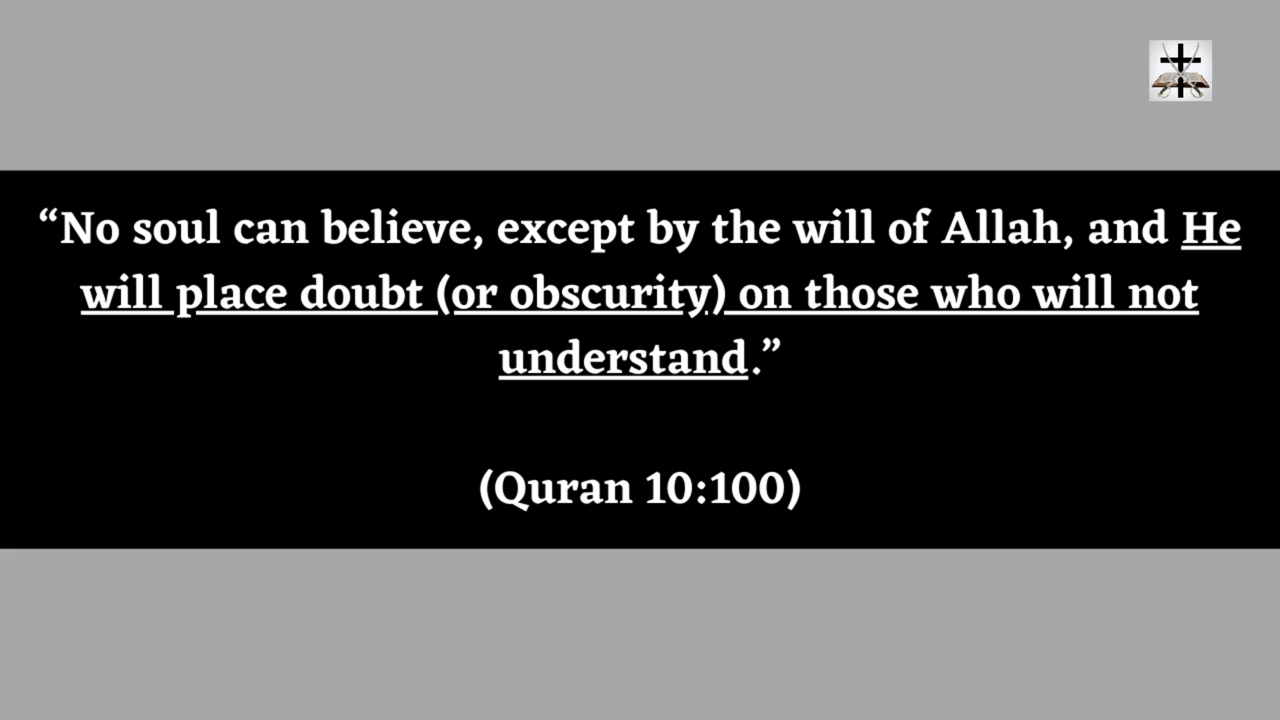 “No soul can believe, except by the will of Allah, and He
will place doubt (or obscurity) on those who will not
understand.”
(Quran 10:100)